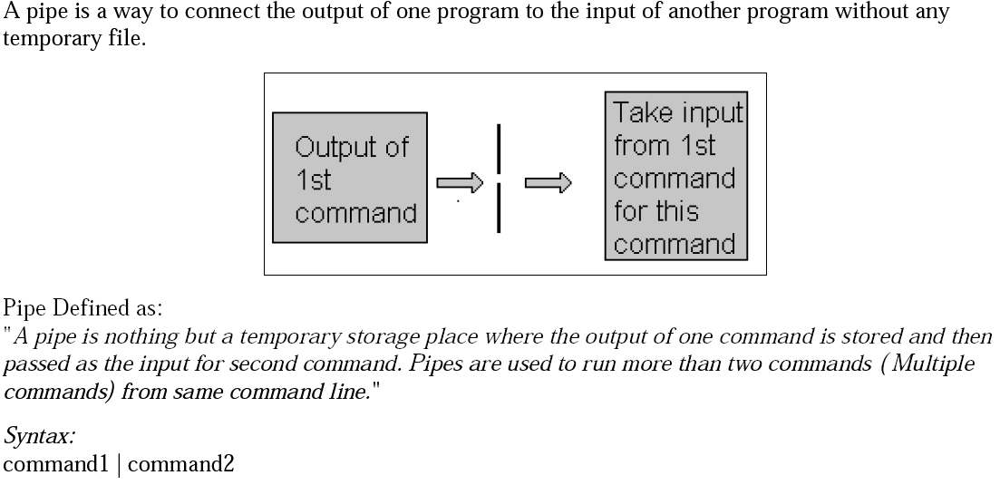 A pipe is a way to connect the output of one program to the input of another program without any
temporary file.
Output of
1st
command
Take input
from 1st
command
for this
command
Pipe Defined as:
"A pipe is nothing but a temporary storage place where the output of one command is stored and then
passed as the input for second command. Pipes are used to run more than two commands ( Multiple
commands) from same command line."
Syntax:
command1 | command2